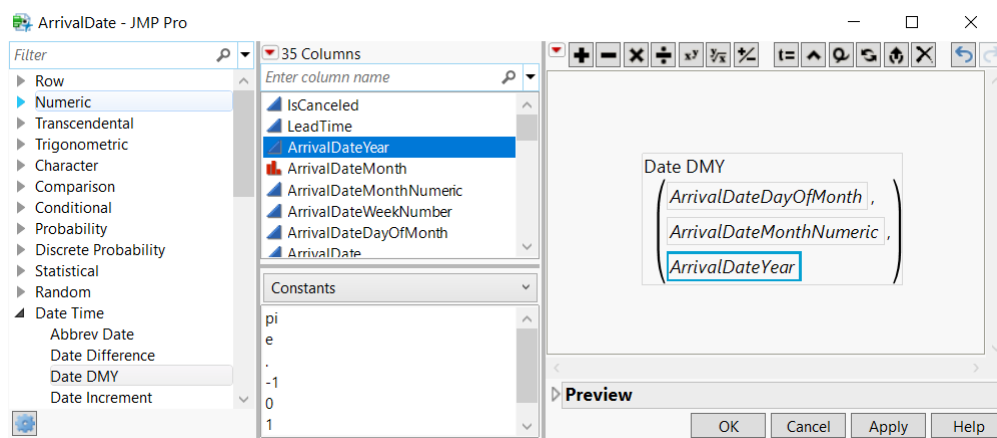 ArrivalDate - JMP Pro
Filter
Row
Numeric
Transcendental
Trigonometric
Character
Comparison
Conditional
Probability
Discrete Probability
Statistical
Random
Date Time
Abbrev Date
Date Difference
Date DMY
Date Increment
35 Columns
Enter column name
IsCanceled
LeadTime
ArrivalDateYear
ArrivalDateMonth
ArrivalDateMonthNumeric
ArrivalDateWeekNumber
ArrivalDateDayOfMonth
ArrivalDate
Constants
pi
e
.
-1
0
1
xʸ ʸ√x +/− t=
Date DMY
( ArrivalDateDayOfMonth ,
ArrivalDateMonthNumeric ,
ArrivalDateYear )
Preview
OK Cancel Apply Help